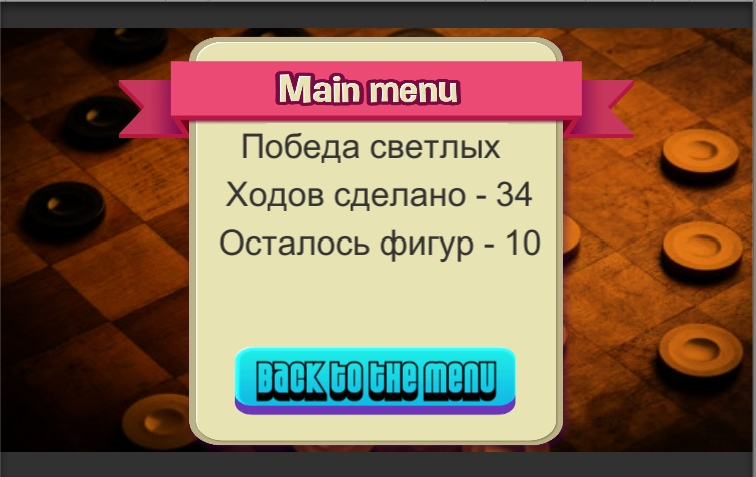 Main menu
Победа светлых
Ходов сделано - 34
Осталось фигур - 10
Back to the menu